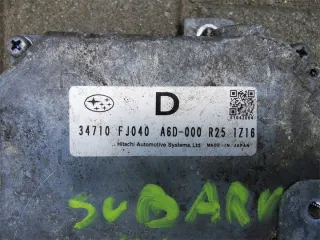 D
34710 FJ040 A6D-000 R25 1Z16
Hitachi Automotive Systems, Ltd. MADE IN JAPAN
SUBARU